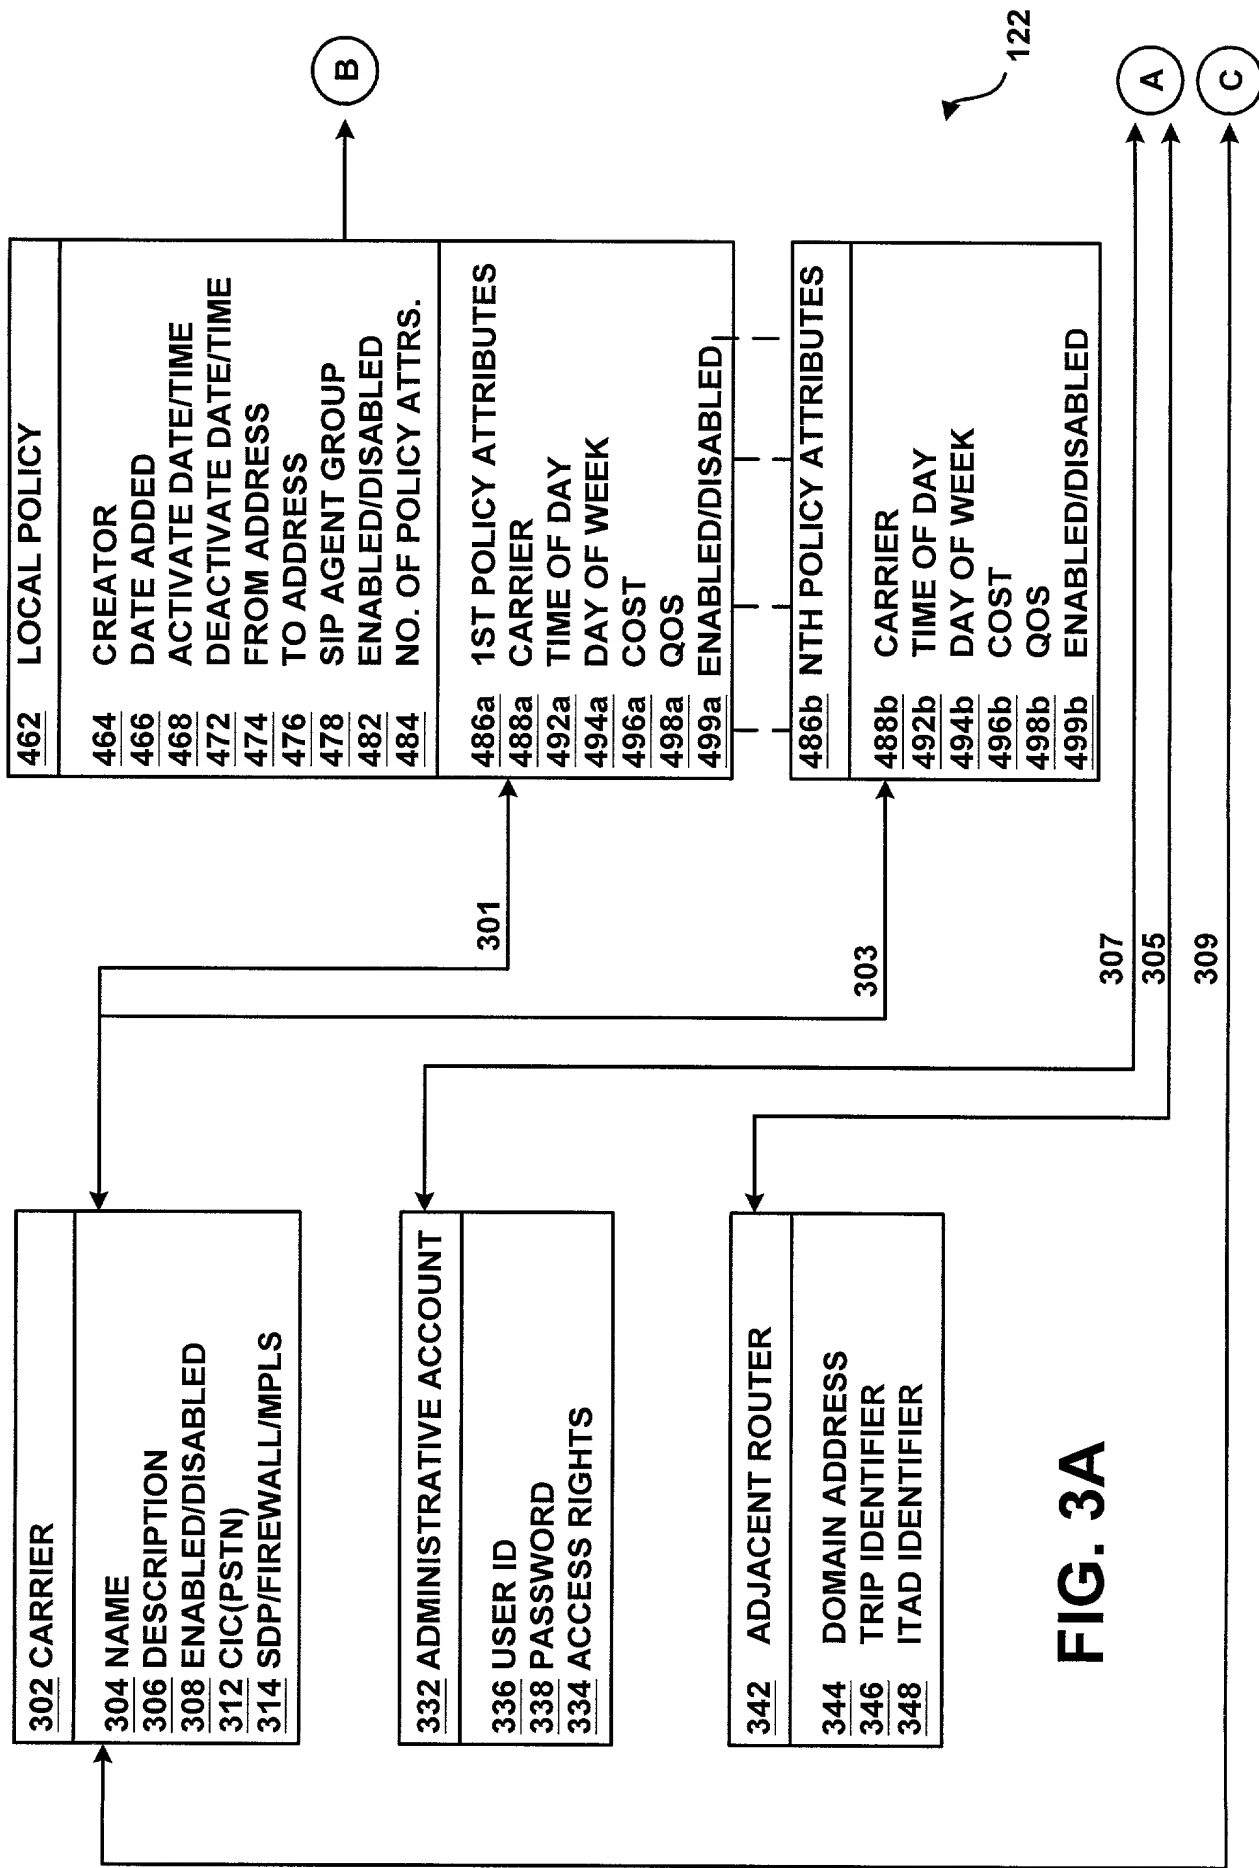 302 CARRIER
304 NAME
306 DESCRIPTION
308 ENABLED/DISABLED
312 CIC(PSTN)
314 SDP/FIREWALL/MPLS
332 ADMINISTRATIVE ACCOUNT
336 USER ID
338 PASSWORD
334 ACCESS RIGHTS
342 ADJACENT ROUTER
344 DOMAIN ADDRESS
346 TRIP IDENTIFIER
348 ITAD IDENTIFIER
462 LOCAL POLICY
464 CREATOR
466 DATE ADDED
468 ACTIVATE DATE/TIME
472 DEACTIVATE DATE/TIME
474 FROM ADDRESS
476 TO ADDRESS
478 SIP AGENT GROUP
482 ENABLED/DISABLED
484 NO. OF POLICY ATTRS.
486a 1ST POLICY ATTRIBUTES
488a CARRIER
492a TIME OF DAY
494a DAY OF WEEK
496a COST
498a QOS
499a ENABLED/DISABLED
486b NTH POLICY ATTRIBUTES
488b CARRIER
492b TIME OF DAY
494b DAY OF WEEK
496b COST
498b QOS
499b ENABLED/DISABLED
301
303
307
305
309
B
122
A
C
FIG. 3A